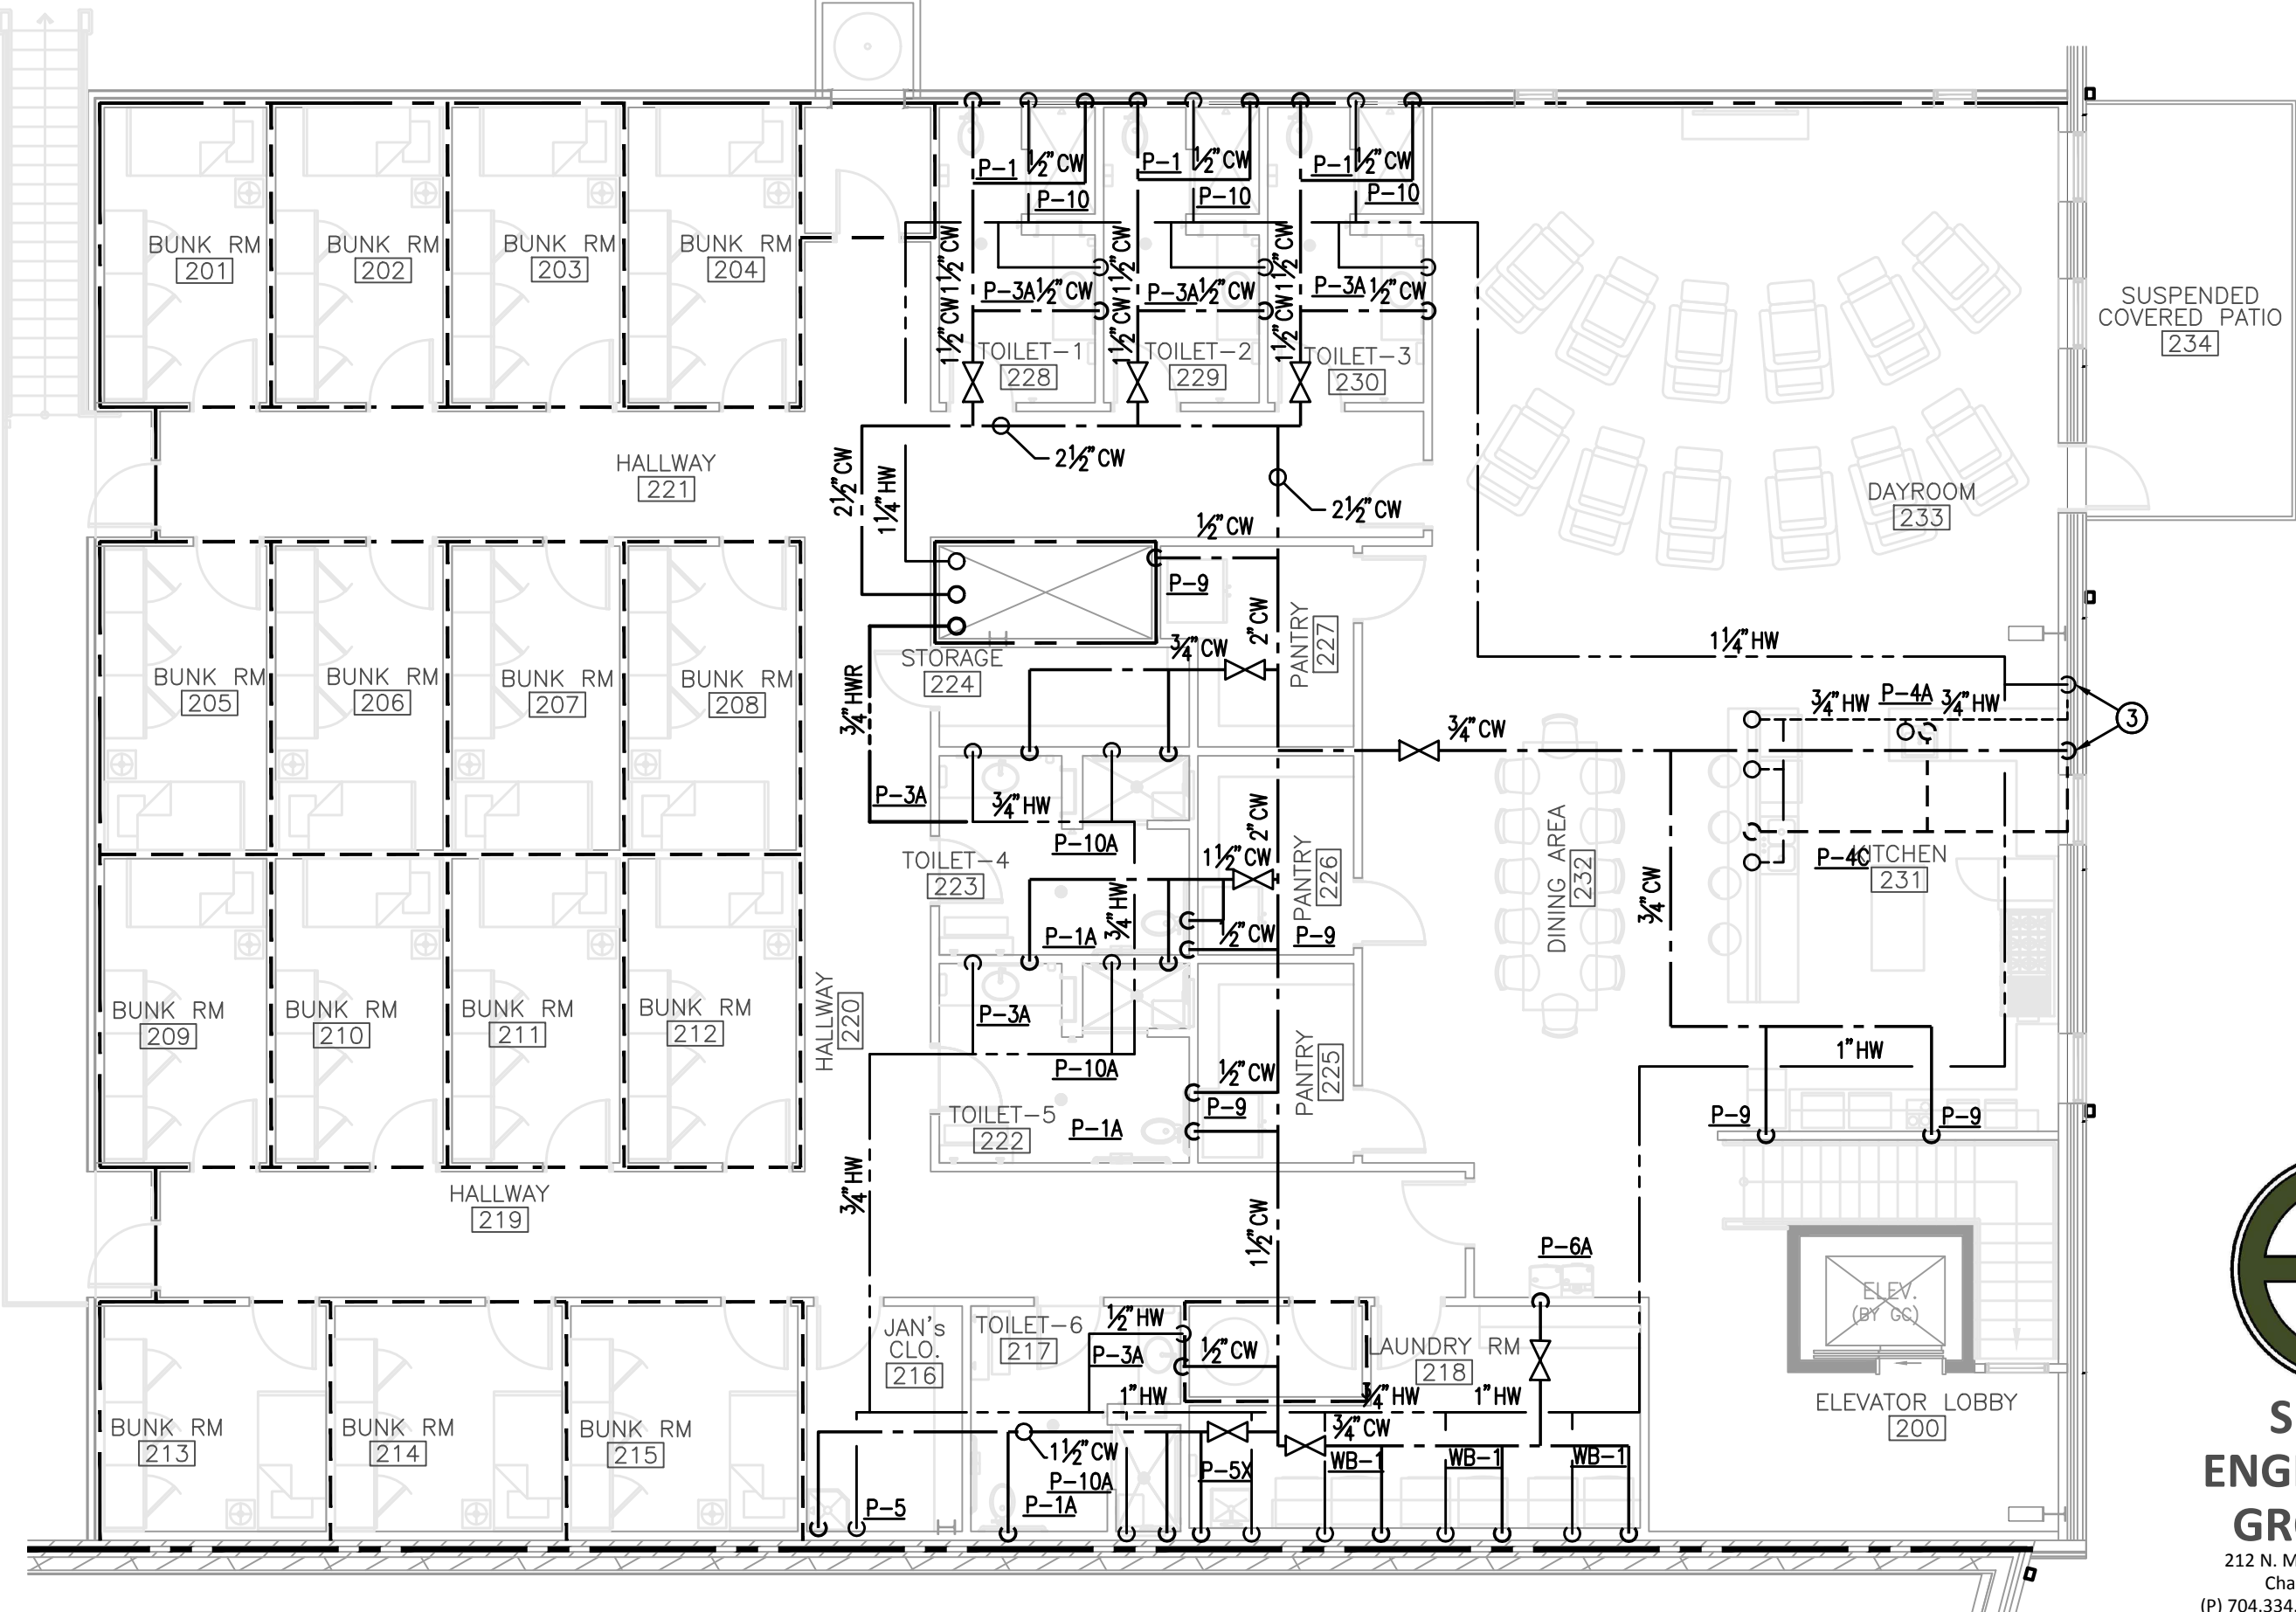 P-1 1/2" CW
P-1 1/2" CW
P-1 1/2" CW
P-10
P-10
P-10
BUNK RM
201
BUNK RM
202
BUNK RM
203
BUNK RM
204
1 1/2" CW
1 1/2" CW
1 1/2" CW
1 1/2" CW
1 1/2" CW
1 1/2" CW
P-3A 1/2" CW
P-3A 1/2" CW
P-3A 1/2" CW
TOILET-1
228
TOILET-2
229
TOILET-3
230
SUSPENDED
COVERED PATIO
234
HALLWAY
221
2 1/2" CW
1 1/4" HW
2 1/2" CW
2 1/2" CW
1/2" CW
DAYROOM
233
P-9
2" CW
PANTRY
227
3/4" CW
STORAGE
224
1 1/4" HW
BUNK RM
205
BUNK RM
206
BUNK RM
207
BUNK RM
208
3/4" HWR
3/4" HW
P-4A
3/4" HW
3
3/4" CW
P-3A
3/4" HW
P-10A
2" CW
1 1/2" CW
PANTRY
226
DINING AREA
232
P-4C
KITCHEN
231
TOILET-4
223
3/4" HW
P-1A
1/2" CW
P-9
3/4" CW
BUNK RM
209
BUNK RM
210
BUNK RM
211
BUNK RM
212
HALLWAY
220
P-3A
P-10A
1/2" CW
P-9
PANTRY
225
1" HW
P-9
P-9
TOILET-5
222
P-1A
3/4" HW
HALLWAY
219
1 1/2" CW
P-6A
ELEV.
(BY GC)
JAN's
CLO.
216
TOILET-6
217
1/2" HW
P-3A
1/2" CW
LAUNDRY RM
218
1" HW
3/4" HW
1" HW
3/4" CW
ELEVATOR LOBBY
200
BUNK RM
213
BUNK RM
214
BUNK RM
215
1 1/2" CW
P-10A
P-1A
P-5
P-5X
WB-1
WB-1
WB-1
S
ENG
GR
212 N. M
Cha
(P) 704.334